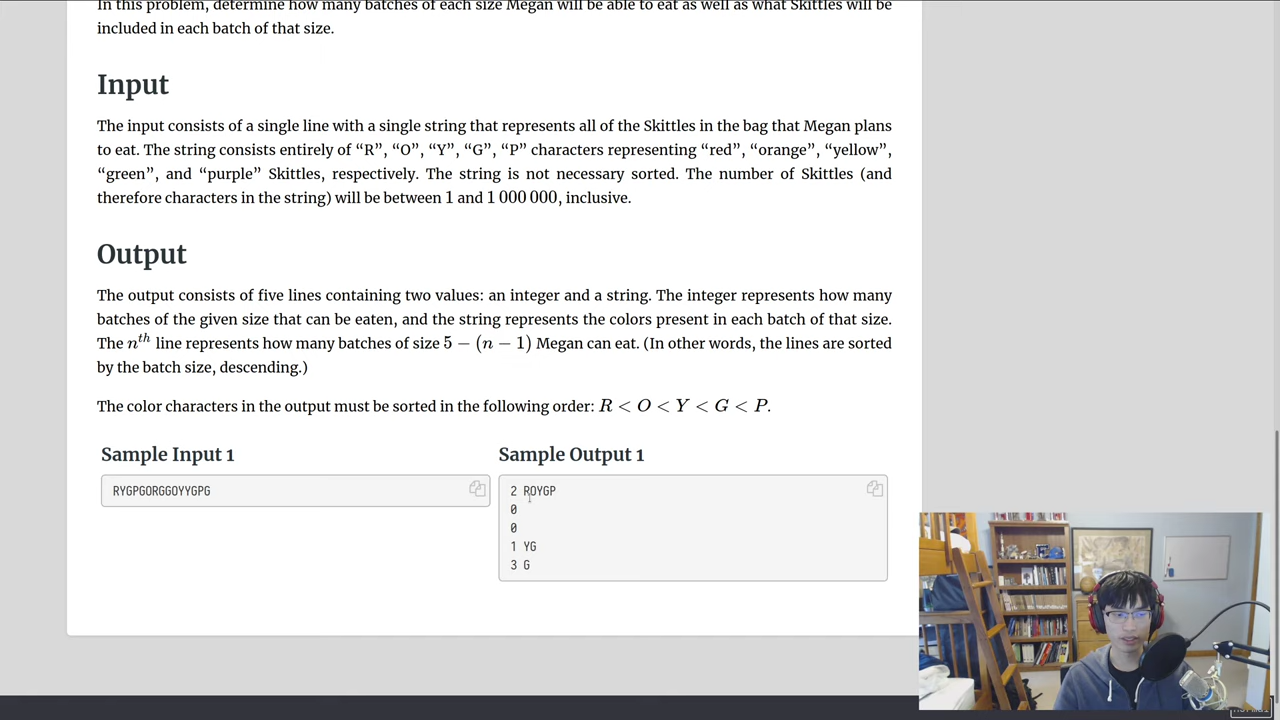 In this problem, determine how many batches of each size Megan will be able to eat as well as what Skittles will be
included in each batch of that size.
Input
The input consists of a single line with a single string that represents all of the Skittles in the bag that Megan plans
to eat. The string consists entirely of “R”, “O”, “Y”, “G”, “P” characters representing “red”, “orange”, “yellow”,
“green”, and “purple” Skittles, respectively. The string is not necessary sorted. The number of Skittles (and
therefore characters in the string) will be between 1 and 1 000 000, inclusive.
Output
The output consists of five lines containing two values: an integer and a string. The integer represents how many
batches of the given size that can be eaten, and the string represents the colors present in each batch of that size.
The n^th line represents how many batches of size 5 − (n − 1) Megan can eat. (In other words, the lines are sorted
by the batch size, descending.)
The color characters in the output must be sorted in the following order: R < O < Y < G < P.
Sample Input 1
RYGPGORGGOYYGPG
Sample Output 1
2 ROYGP
0
0
1 YG
3 G